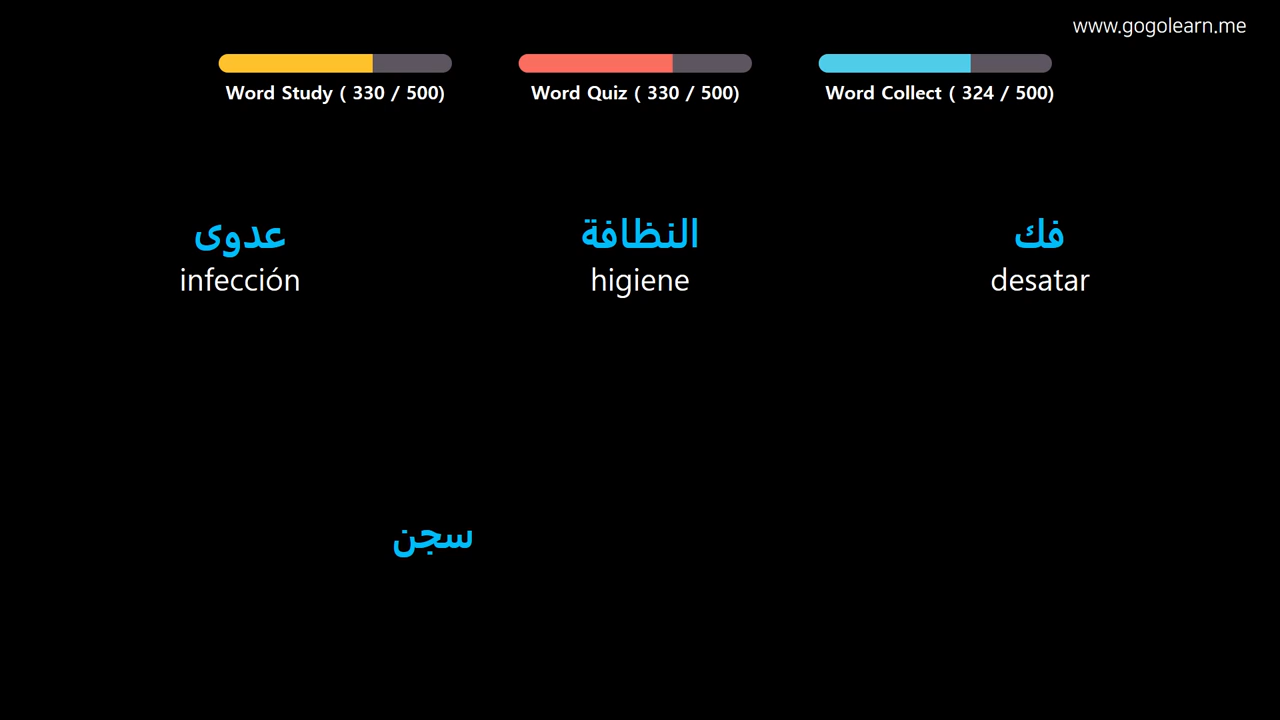 www.gogolearn.me
Word Study ( 330 / 500)
Word Quiz ( 330 / 500)
Word Collect ( 324 / 500)
عدوى
infección
النظافة
higiene
فك
desatar
سجن